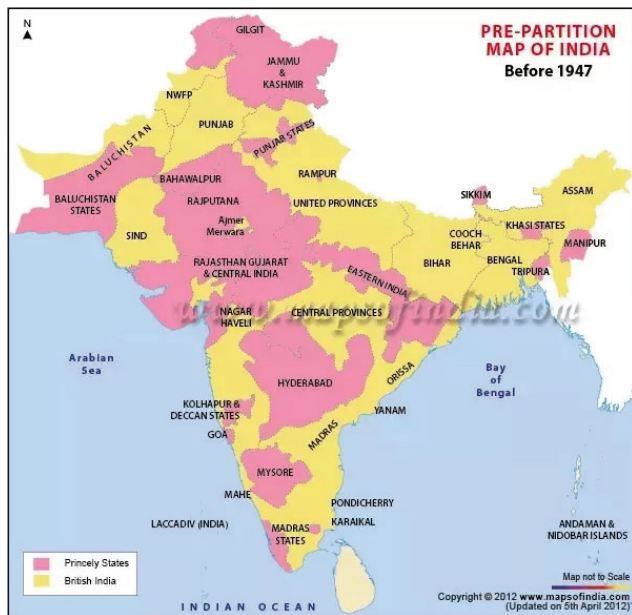 N
PRE-PARTITION
MAP OF INDIA
Before 1947
GILGIT
JAMMU
&
KASHMIR
NWFP
PUNJAB
BALUCHISTAN
PUNJAB STATES
BAHAWALPUR
RAMPUR
BALUCHISTAN
STATES
RAJPUTANA
UNITED PROVINCES
SIKKIM
ASSAM
Ajmer
Merwara
KHASI STATES
SIND
COOCH
BEHAR
MANIPUR
RAJASTHAN GUJARAT
& CENTRAL INDIA
BIHAR
BENGAL
TRIPURA
EASTERN INDIA
www.mapsofindia.com
NAGAR
HAVELI
CENTRAL PROVINCES
Arabian
Sea
Bay
of
Bengal
HYDERABAD
ORISSA
KOLHAPUR &
DECCAN STATES
YANAM
GOA
MADRAS
MYSORE
MAHE
PONDICHERRY
LACCADIV (INDIA)
MADRAS
STATES
KARAIKAL
ANDAMAN &
NIDOBAR ISLANDS
Princely States
British India
Map not to Scale
Copyright © 2012 www.mapsofindia.com
(Updated on 5th April 2012)
INDIAN OCEAN